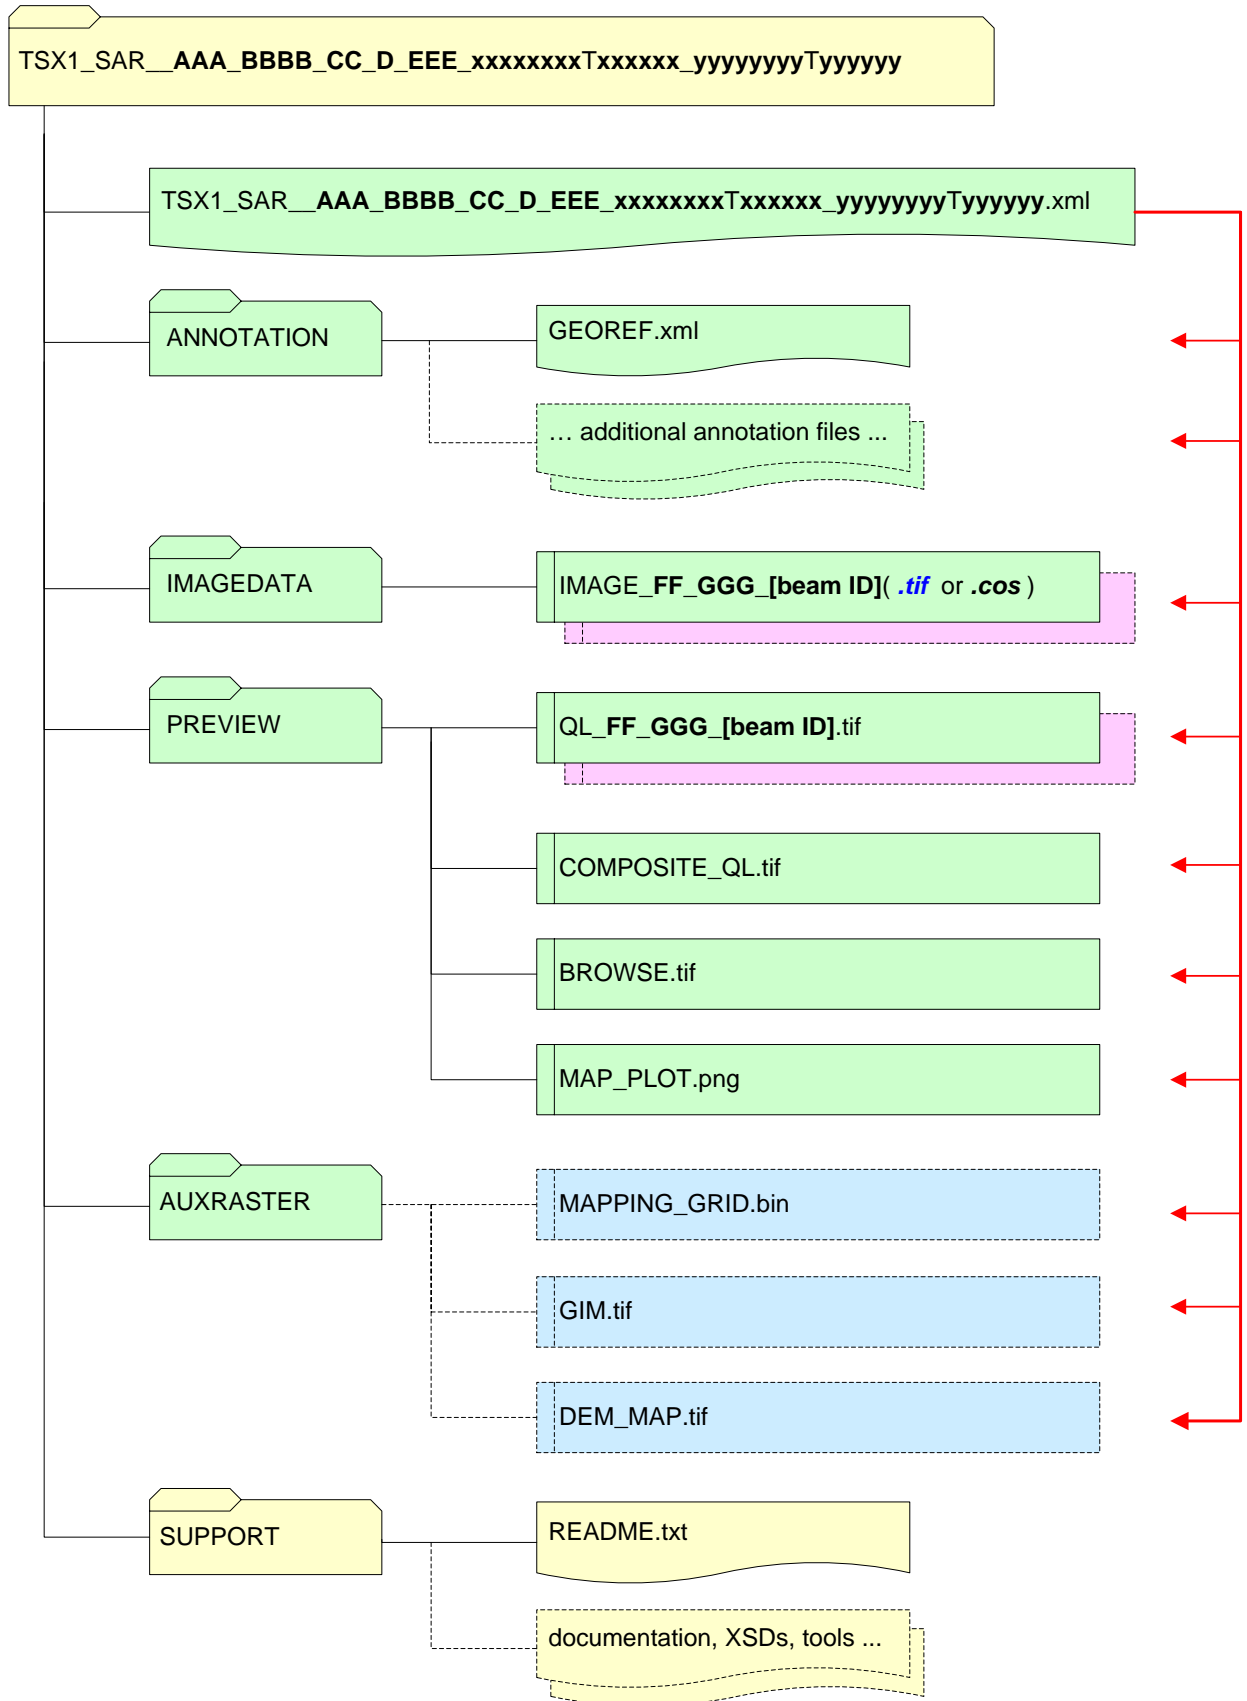 TSX1_SAR__AAA_BBBB_CC_D_EEE_xxxxxxxxTxxxxxx_yyyyyyyyTyyyyyy
TSX1_SAR__AAA_BBBB_CC_D_EEE_xxxxxxxxTxxxxxx_yyyyyyyyTyyyyyy.xml
ANNOTATION
GEOREF.xml
… additional annotation files ...
IMAGEDATA
IMAGE_FF_GGG_[beam ID]( .tif or .cos )
PREVIEW
QL_FF_GGG_[beam ID].tif
COMPOSITE_QL.tif
BROWSE.tif
MAP_PLOT.png
AUXRASTER
MAPPING_GRID.bin
GIM.tif
DEM_MAP.tif
SUPPORT
README.txt
documentation, XSDs, tools ...